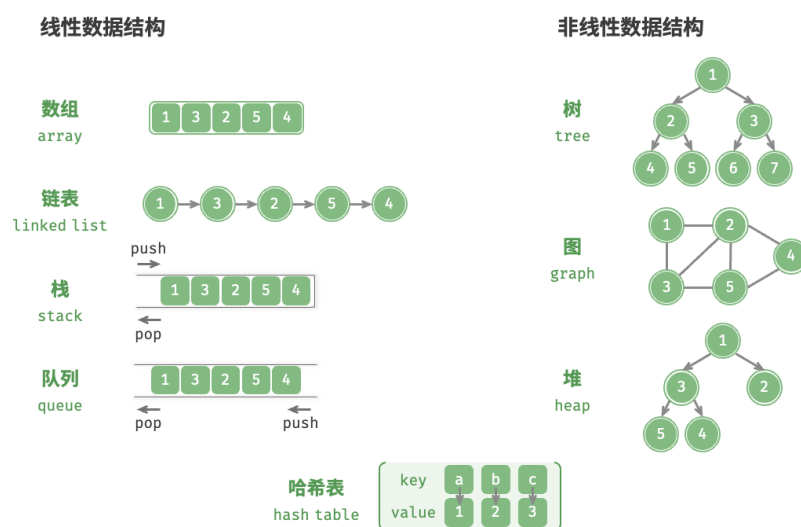 线性数据结构
数组
array
1 3 2 5 4
链表
linked list
1 3 2 5 4
栈
stack
push
1 3 2 5 4
pop
队列
queue
1 3 2 5 4
pop push
非线性数据结构
树
tree
1
2 3
4 5 6 7
图
graph
1 2
4
3 5
堆
heap
1
3 2
5 4
哈希表
hash table
key a b c
value 1 2 3